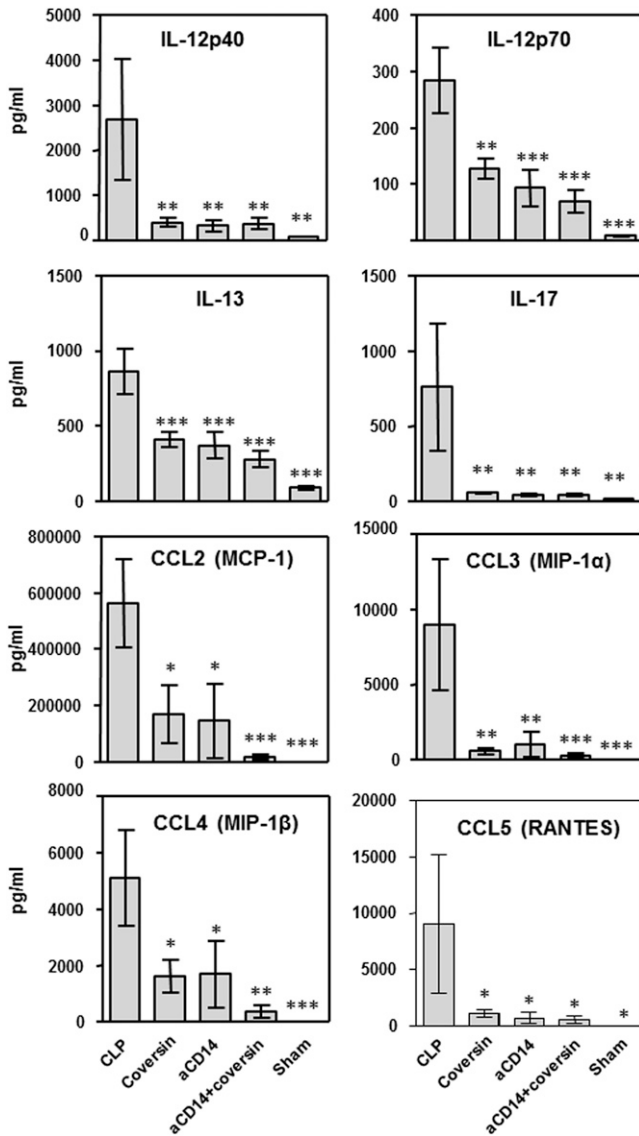 IL-12p40
5000
4000
3000
2000
1000
0
pg/ml
** ** ** **
IL-12p70
400
300
200
100
** *** *** ***
IL-13
1500
1000
500
0
pg/ml
*** *** *** ***
IL-17
1500
1000
500
0
** ** ** **
CCL2 (MCP-1)
800000
600000
400000
200000
0
pg/ml
* * *** ***
CCL3 (MIP-1α)
15000
10000
5000
0
** ** *** ***
CCL4 (MIP-1β)
8000
6000
4000
2000
0
pg/ml
* * ** ***
CLP
Coversin
aCD14
aCD14+coversin
Sham
CCL5 (RANTES)
20000
15000
10000
5000
0
* * * *
CLP
Coversin
aCD14
aCD14+coversin
Sham